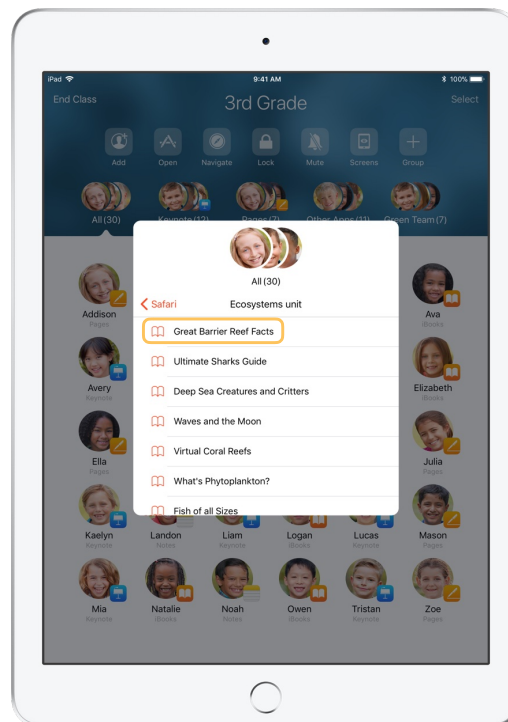 iPad
9:41 AM
100%
End Class
3rd Grade
Select
Add
Open
Navigate
Lock
Mute
Screens
Group
All (30)
Keynote (12)
Pages (7)
Other Apps (11)
Green Team (7)
All (30)
Safari
Ecosystems unit
Great Barrier Reef Facts
Ultimate Sharks Guide
Deep Sea Creatures and Critters
Waves and the Moon
Virtual Coral Reefs
What's Phytoplankton?
Fish of all Sizes
Addison
Pages
Ava
iBooks
Avery
Keynote
Elizabeth
iBooks
Ella
Pages
Julia
Pages
Kaelyn
Keynote
Landon
Notes
Liam
Keynote
Logan
iBooks
Lucas
Keynote
Mason
Pages
Mia
Keynote
Natalie
iBooks
Noah
Notes
Owen
iBooks
Tristan
Keynote
Zoe
Pages